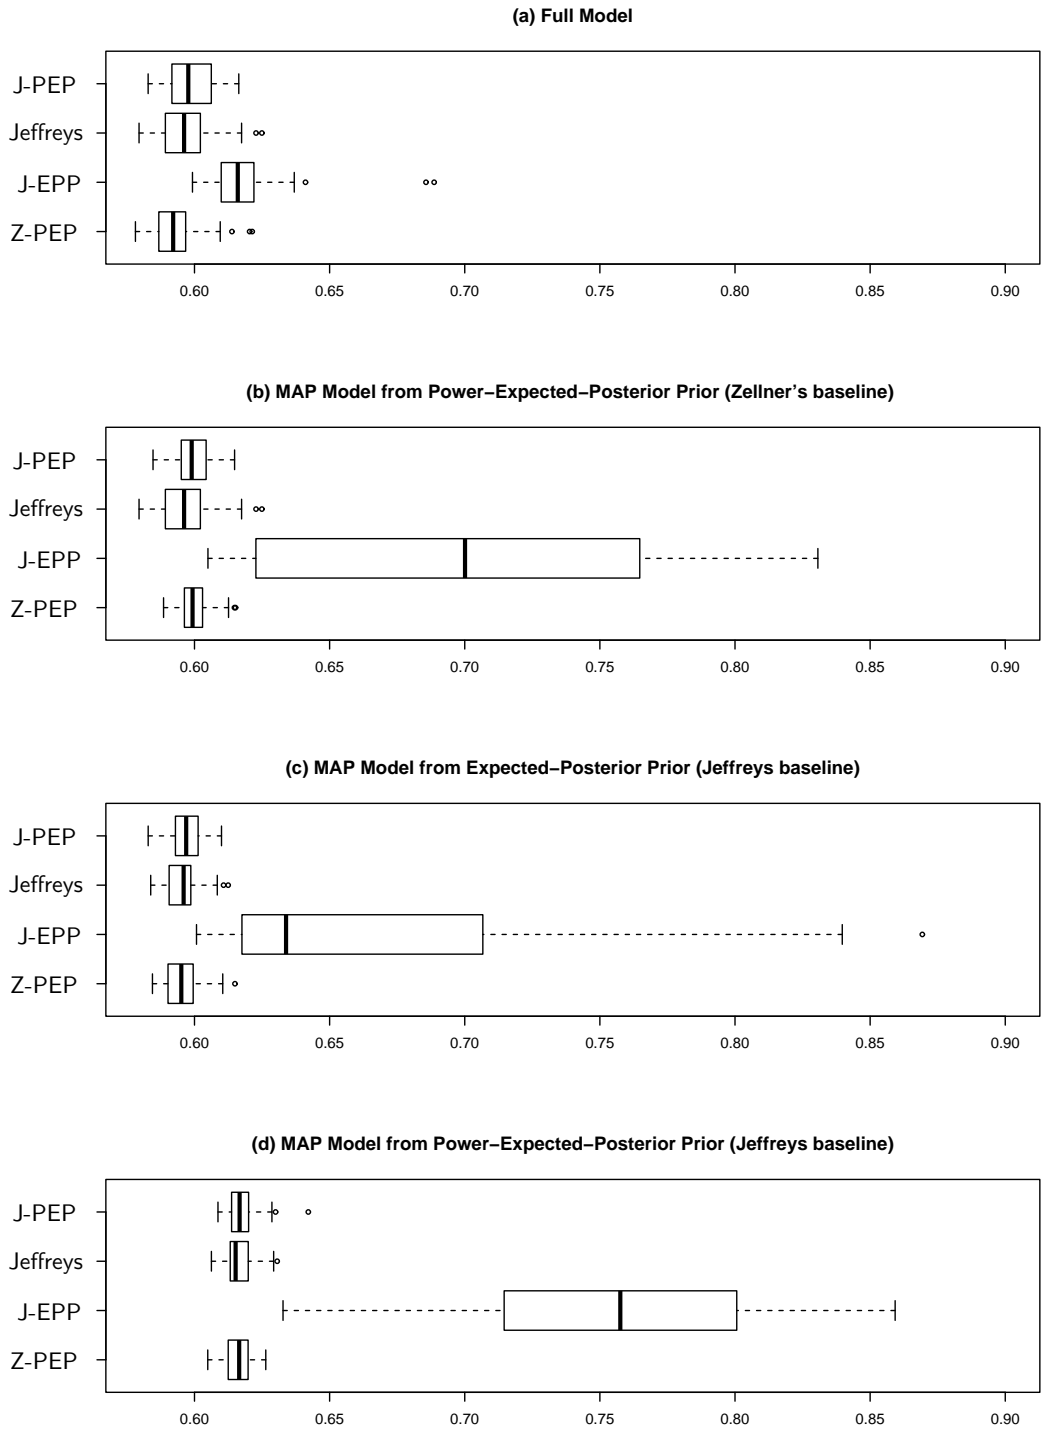 (a) Full Model
J-PEP
Jeffreys
J-EPP
Z-PEP
0.60 0.65 0.70 0.75 0.80 0.85 0.90
(b) MAP Model from Power−Expected−Posterior Prior (Zellner's baseline)
J-PEP
Jeffreys
J-EPP
Z-PEP
0.60 0.65 0.70 0.75 0.80 0.85 0.90
(c) MAP Model from Expected−Posterior Prior (Jeffreys baseline)
J-PEP
Jeffreys
J-EPP
Z-PEP
0.60 0.65 0.70 0.75 0.80 0.85 0.90
(d) MAP Model from Power−Expected−Posterior Prior (Jeffreys baseline)
J-PEP
Jeffreys
J-EPP
Z-PEP
0.60 0.65 0.70 0.75 0.80 0.85 0.90